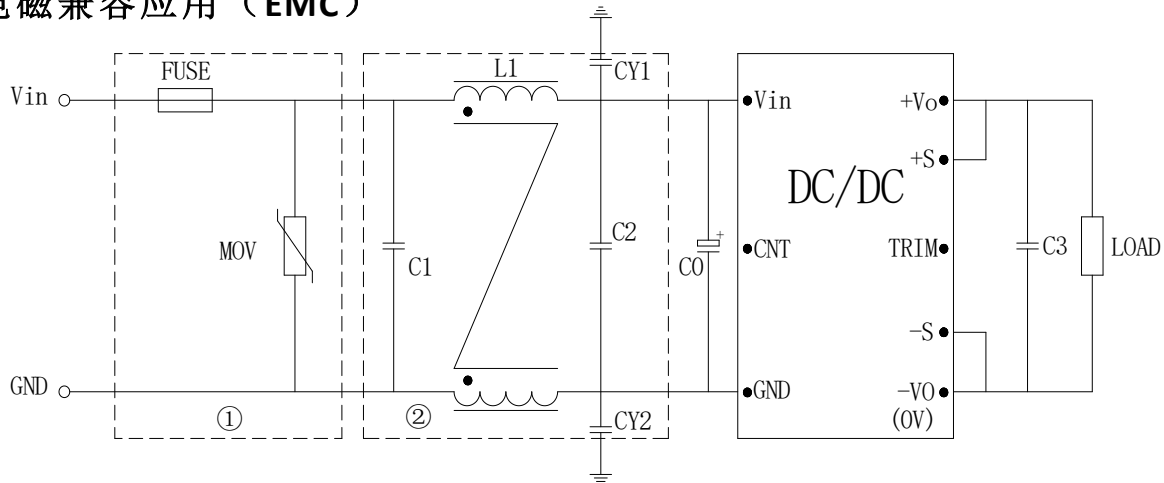 磁兼容应用（EMC）
FUSE
L1
CY1
Vin
Vin
+Vo
+S
DC/DC
MOV
C1
C2
+
C0
CNT
TRIM
C3
LOAD
-S
GND
GND
-VO
(0V)
①
②
CY2